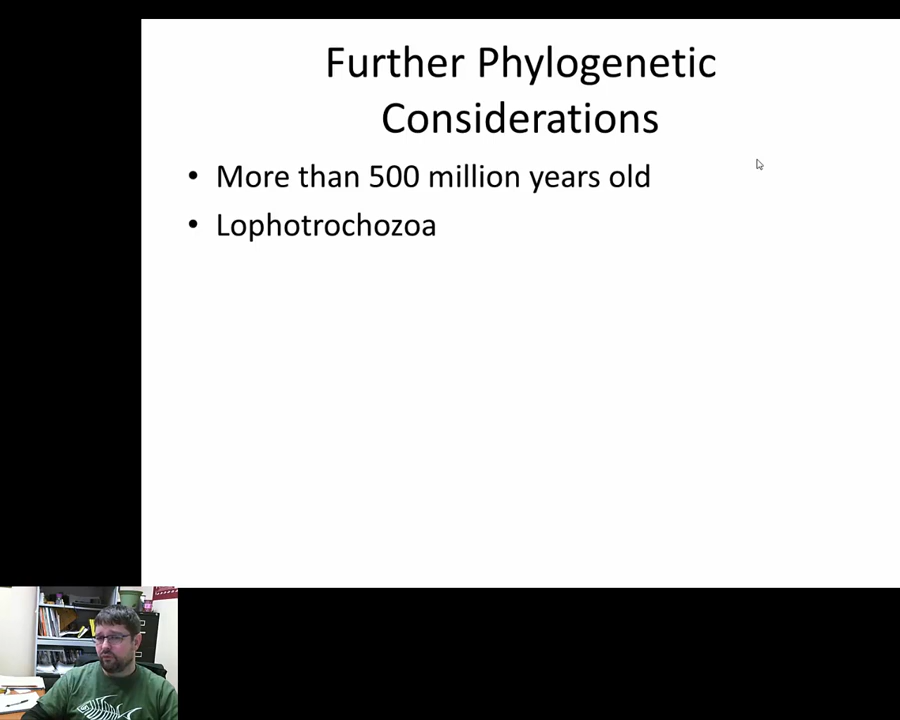 Further Phylogenetic
Considerations
• More than 500 million years old
• Lophotrochozoa